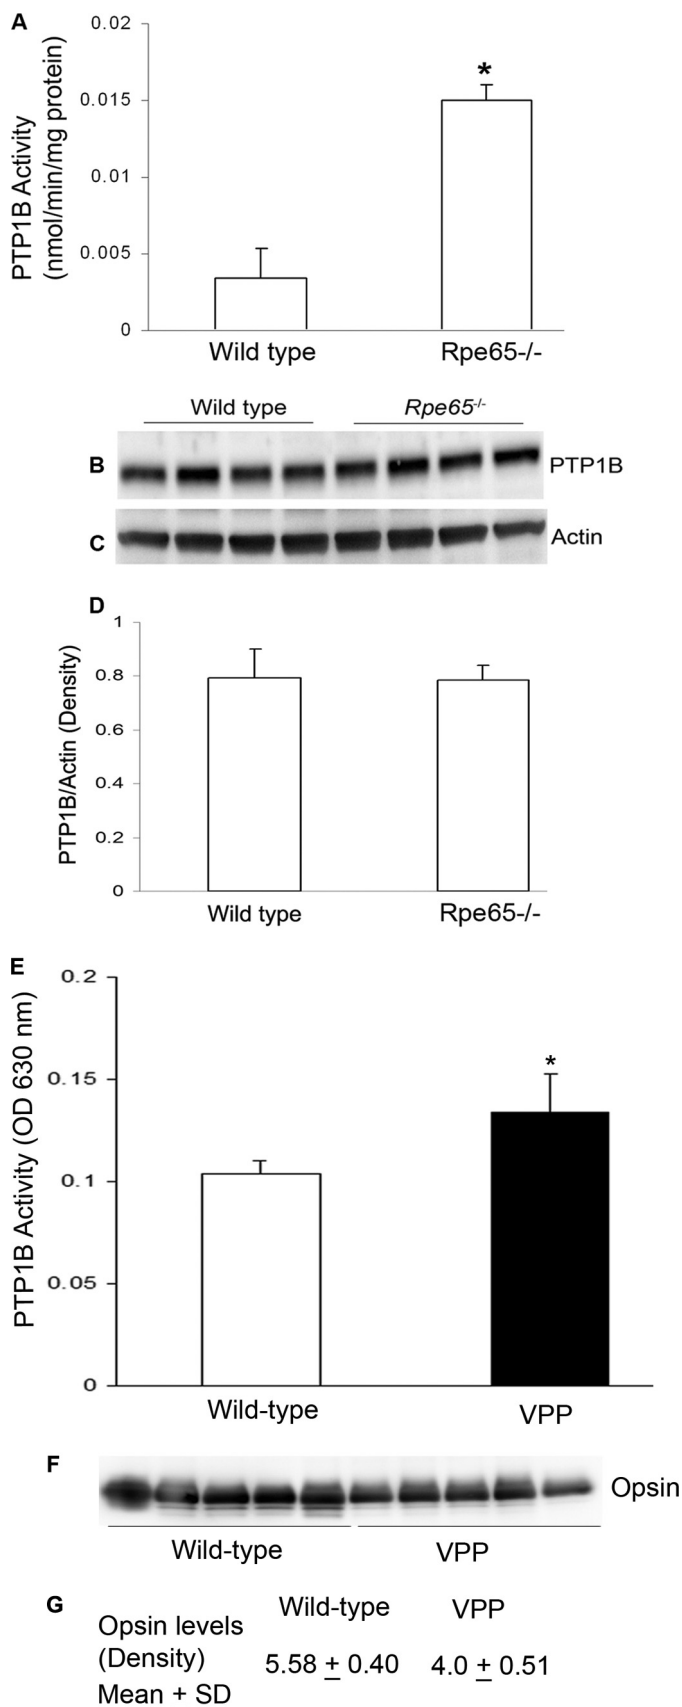 A
PTP1B Activity
(nmol/min/mg protein)
0.02
0.015
*
0.01
0.005
0
Wild type
Rpe65-/-
Wild type
Rpe65-/-
B
PTP1B
C
Actin
D
PTP1B/Actin (Density)
1
0.8
0.6
0.4
0.2
0
Wild type
Rpe65-/-
E
PTP1B Activity (OD 630 nm)
0.2
0.15
*
0.1
0.05
0
Wild-type
VPP
F
Opsin
Wild-type
VPP
G
Wild-type
VPP
Opsin levels
(Density)
5.58 ± 0.40
4.0 ± 0.51
Mean + SD